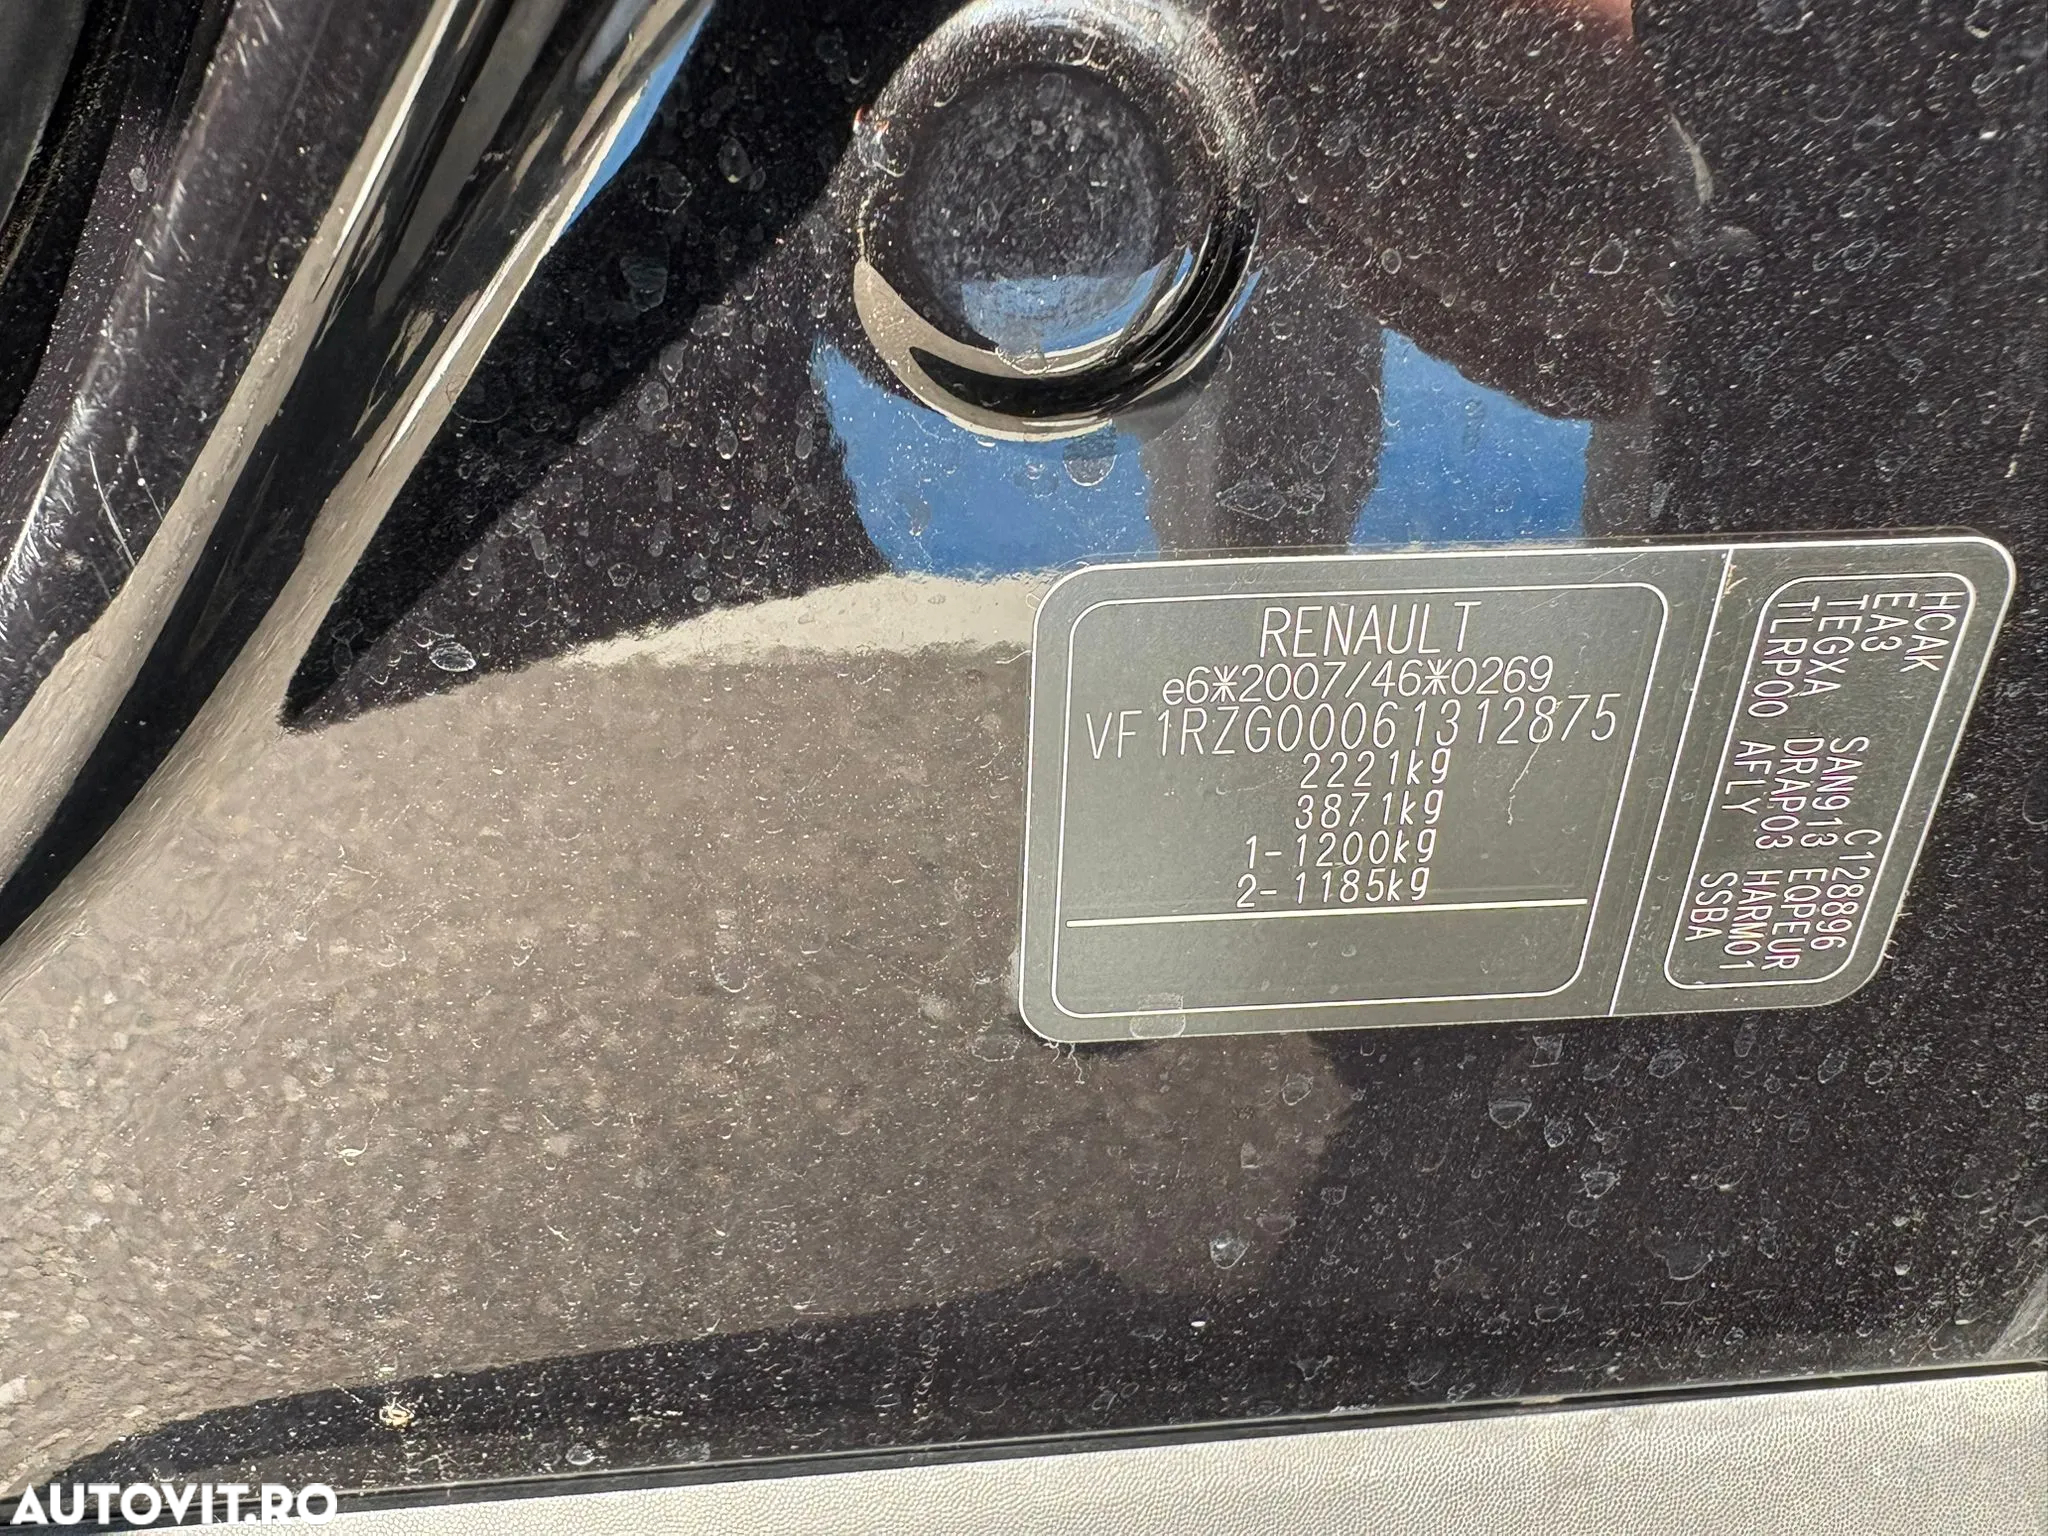 RENAULT
e6*2007/46*0269
VF1RZG00061312875
2221kg
3871kg
1-1200kg
2-1185kg
HCAK
EA3 C128896
TEGXA SAN913 EQPEUR
TLRP00 DRAP03 HARM01
AFLY SSBA
AUTOVIT.RO